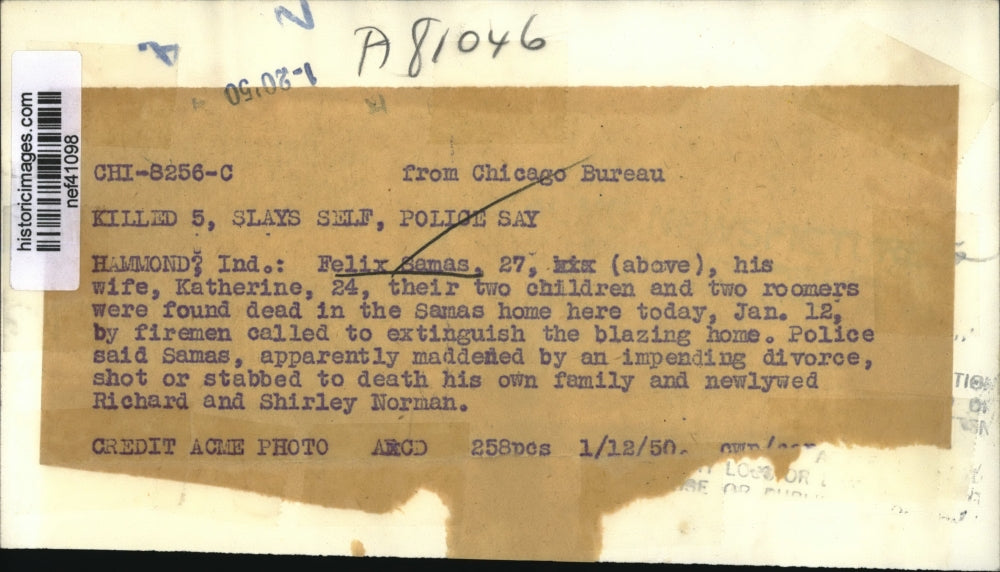 A81046
1-20'50
historicimages.com
nef41098
CHI-8256-C from Chicago Bureau
KILLED 5, SLAYS SELF, POLICE SAY
HAMMOND, Ind.: Felix Samas, 27, xxx (above), his
wife, Katherine, 24, their two children and two roomers
were found dead in the Samas home here today, Jan. 12,
by firemen called to extinguish the blazing home. Police
said Samas, apparently maddened by an impending divorce,
shot or stabbed to death his own family and newlywed
Richard and Shirley Norman.
CREDIT ACME PHOTO AXCD 258pcs 1/12/50.
LOSS OR
OR